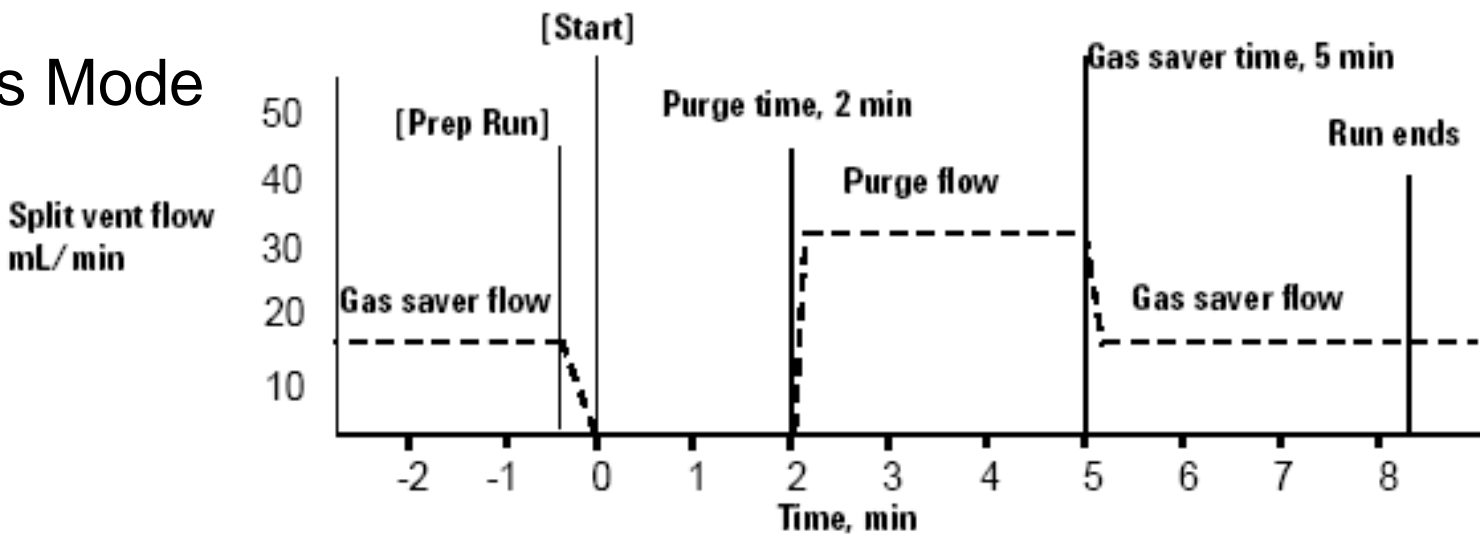 s Mode
[Start]
Gas saver time, 5 min
Purge time, 2 min
[Prep Run]
Run ends
Split vent flow
mL/min
50
40
30
20
10
Purge flow
Gas saver flow
Gas saver flow
-2 -1 0 1 2 3 4 5 6 7 8
Time, min